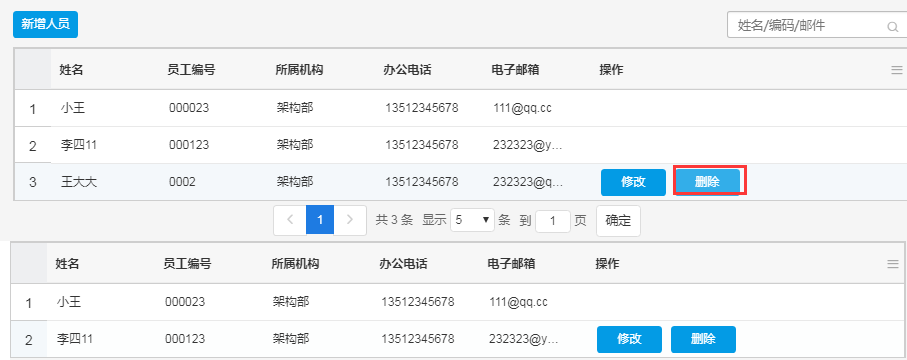 新增人员 姓名/编码/邮件
姓名 员工编号 所属机构 办公电话 电子邮箱 操作
1 小王 000023 架构部 13512345678 111@qq.cc
2 李四11 000123 架构部 13512345678 232323@y...
3 王大大 0002 架构部 13512345678 232323@q... 修改 删除
1 共 3 条 显示 5 条 到 1 页 确定
姓名 员工编号 所属机构 办公电话 电子邮箱 操作
1 小王 000023 架构部 13512345678 111@qq.cc
2 李四11 000123 架构部 13512345678 232323@y... 修改 删除